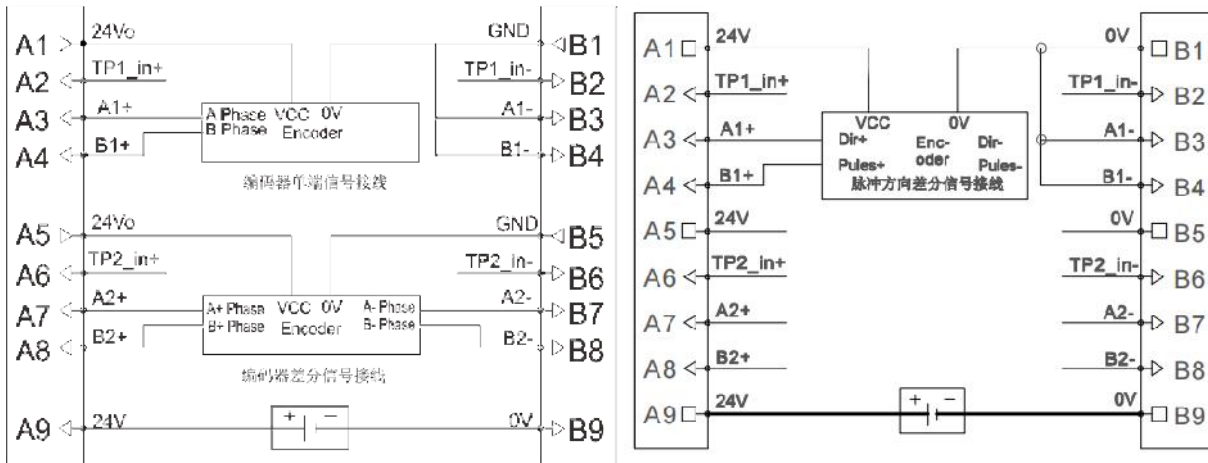 A1 24Vo GND B1
A2 TP1_in+ TP1_in- B2
A3 A1+ A Phase VCC 0V A1- B3
A4 B1+ B Phase Encoder B1- B4
编码器单端信号接线
A5 24Vo GND B5
A6 TP2_in+ TP2_in- B6
A7 A2+ A+ Phase VCC 0V A- Phase A2- B7
A8 B2+ B+ Phase Encoder B- Phase B2- B8
编码器差分信号接线
A9 24V + − 0V B9
A1 24V 0V B1
A2 TP1_in+ TP1_in- B2
VCC 0V
A3 A1+ Dir+ Enc- Dir- A1- B3
oder
A4 B1+ Pules+ Pules- B1- B4
脉冲方向差分信号接线
A5 24V 0V B5
A6 TP2_in+ TP2_in- B6
A7 A2+ A2- B7
A8 B2+ B2- B8
A9 24V + − 0V B9